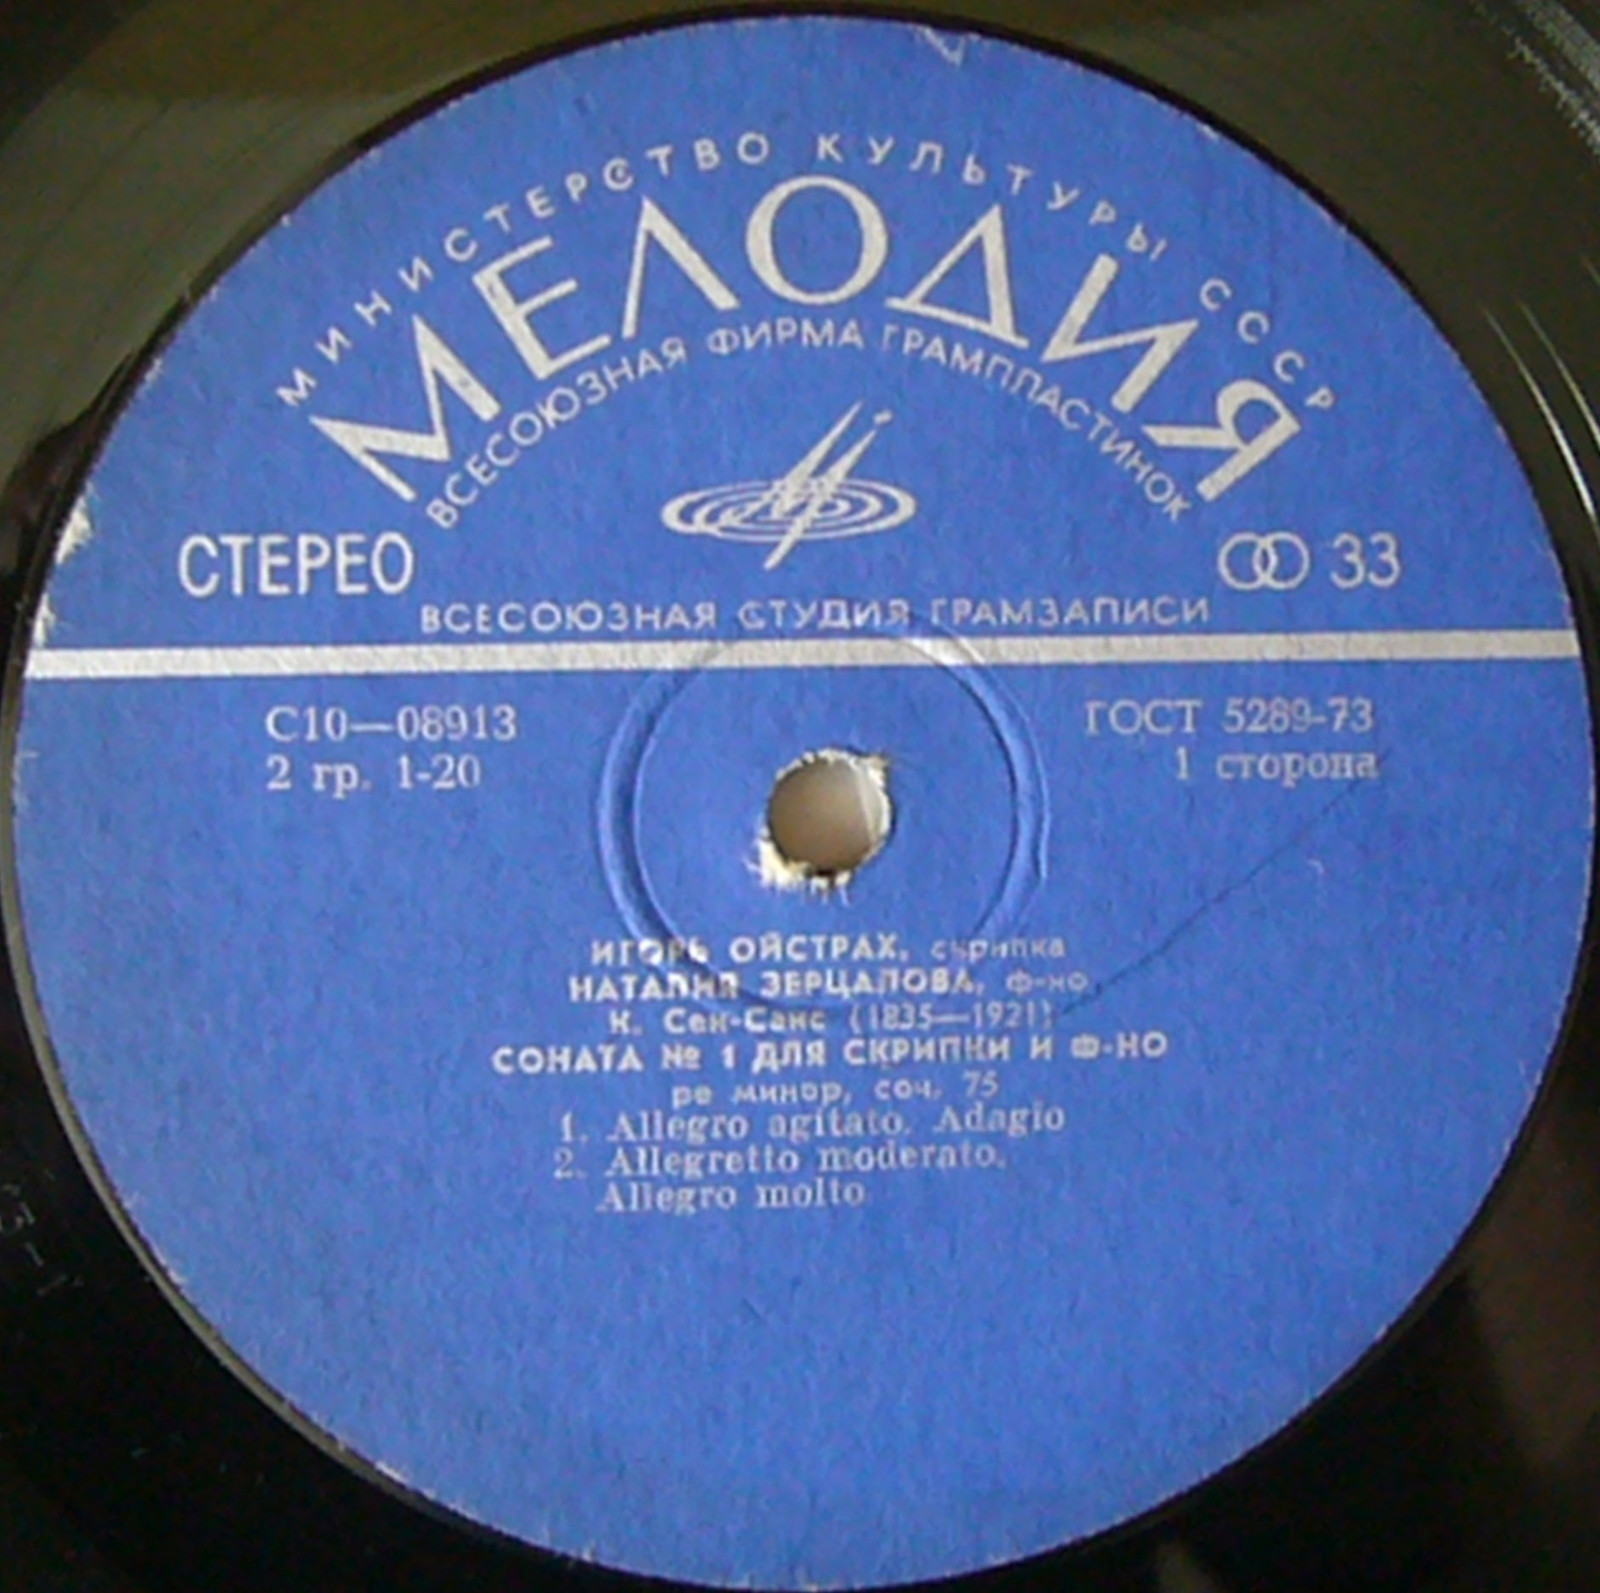 МИНИСТЕРСТВО КУЛЬТУРЫ СССР
МЕЛОДИЯ
ВСЕСОЮЗНАЯ ФИРМА ГРАМПЛАСТИНОК
СТЕРЕО
33
ВСЕСОЮЗНАЯ СТУДИЯ ГРАМЗАПИСИ
С10—08913
2 гр. 1-20
ГОСТ 5289-73
1 сторона
ИГОРЬ ОЙСТРАХ, скрипка
НАТАЛИЯ ЗЕРЦАЛОВА, ф-но
К. Сен-Санс (1835—1921)
СОНАТА № 1 ДЛЯ СКРИПКИ И Ф-НО
ре минор, соч. 75
1. Allegro agitato. Adagio
2. Allegretto moderato.
Allegro molto